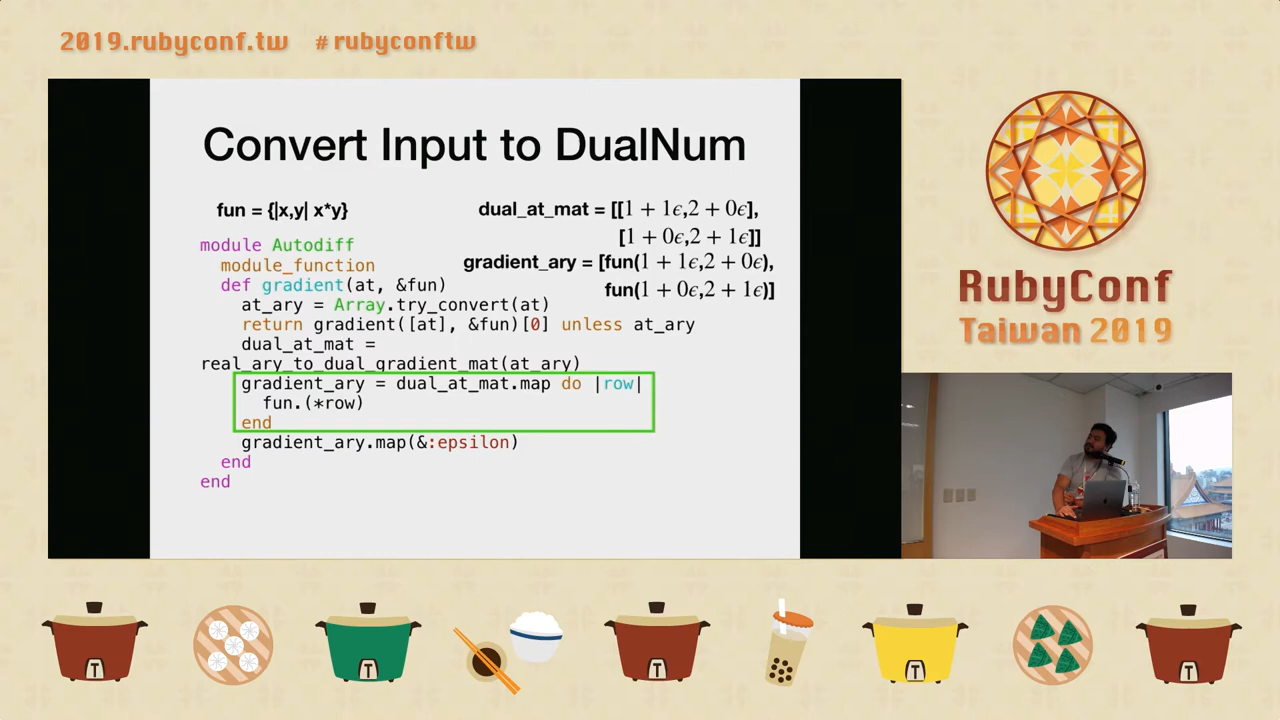 2019.rubyconf.tw # rubyconftw
Convert Input to DualNum
fun = {|x,y| x*y}
dual_at_mat = [[1 + 1ϵ,2 + 0ϵ],
[1 + 0ϵ,2 + 1ϵ]]
gradient_ary = [fun(1 + 1ϵ,2 + 0ϵ),
fun(1 + 0ϵ,2 + 1ϵ)]
module Autodiff
module_function
def gradient(at, &fun)
at_ary = Array.try_convert(at)
return gradient([at], &fun)[0] unless at_ary
dual_at_mat =
real_ary_to_dual_gradient_mat(at_ary)
gradient_ary = dual_at_mat.map do |row|
fun.(*row)
end
gradient_ary.map(&:epsilon)
end
end
RubyConf
Taiwan 2019
T
T
T
T
T